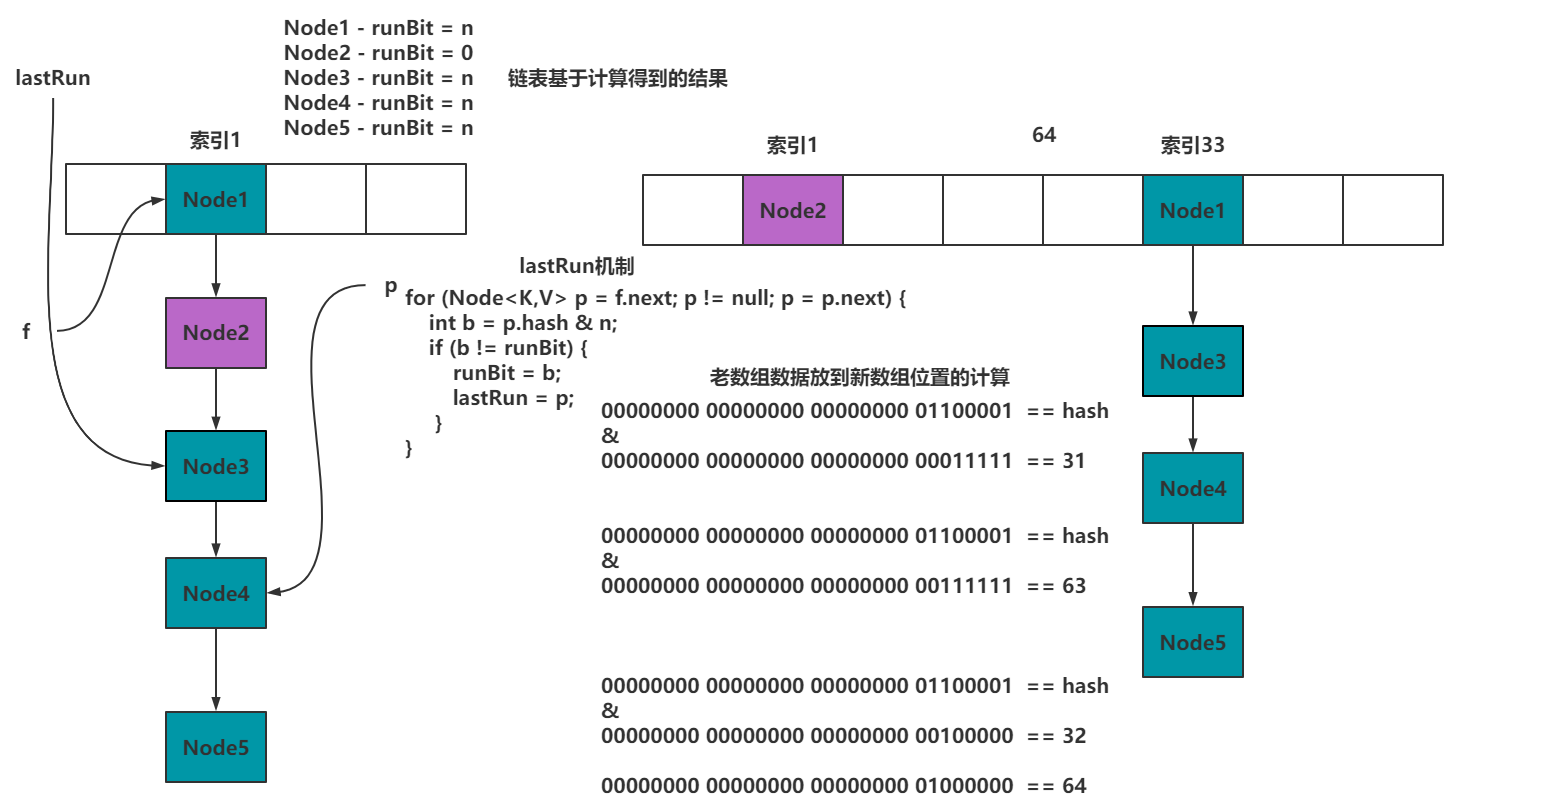 Node1 - runBit = n
Node2 - runBit = 0
Node3 - runBit = n
Node4 - runBit = n
Node5 - runBit = n
链表基于计算得到的结果
lastRun
索引1
Node1
f
Node2
Node3
Node4
Node5
p
lastRun机制
for (Node<K,V> p = f.next; p != null; p = p.next) {
int b = p.hash & n;
if (b != runBit) {
runBit = b;
lastRun = p;
}
}
索引1
64
索引33
Node2
Node1
Node3
Node4
Node5
老数组数据放到新数组位置的计算
00000000 00000000 00000000 01100001 == hash
&
00000000 00000000 00000000 00011111 == 31
00000000 00000000 00000000 01100001 == hash
&
00000000 00000000 00000000 00111111 == 63
00000000 00000000 00000000 01100001 == hash
&
00000000 00000000 00000000 00100000 == 32
00000000 00000000 00000000 01000000 == 64